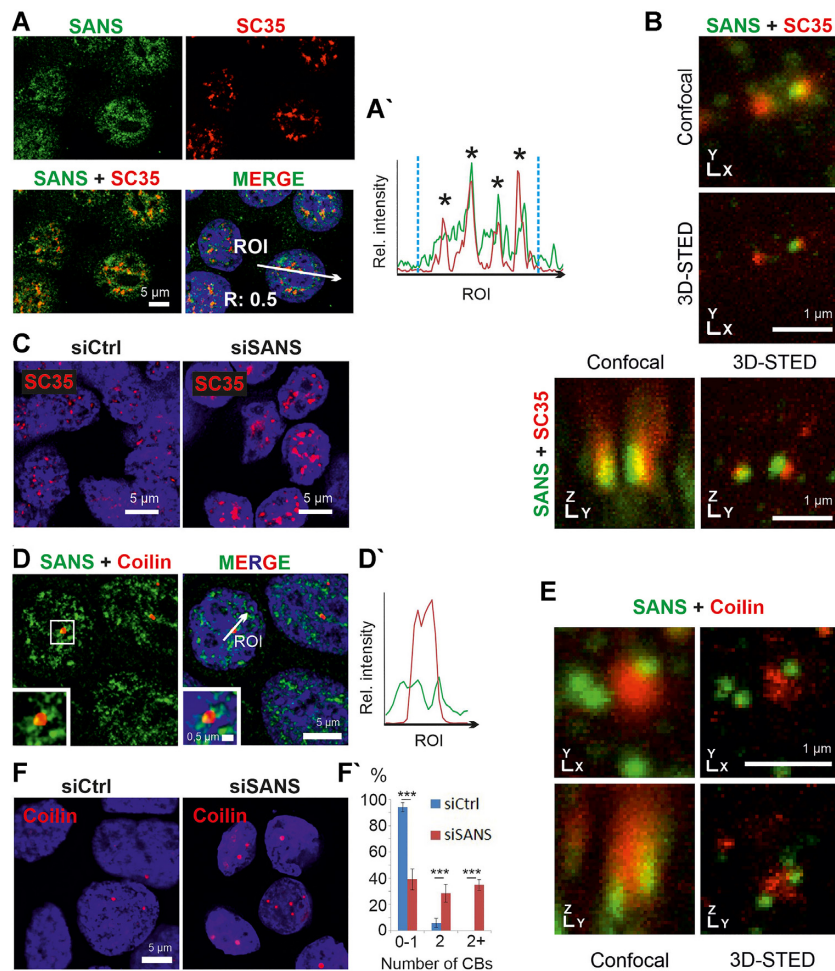 A
SANS
SC35
SANS + SC35
MERGE
ROI
R: 0.5
5 µm
A`
Rel. intensity
* * * *
ROI
B
SANS + SC35
Confocal
Y
X
3D-STED
Y
X
1 µm
Confocal
3D-STED
SANS + SC35
Z
Y
Z
Y
1 µm
C
siCtrl
siSANS
SC35
SC35
5 µm
5 µm
D
SANS + Coilin
MERGE
ROI
0,5 µm
5 µm
D`
Rel. intensity
ROI
E
SANS + Coilin
Y
X
Y
X
1 µm
Z
Y
Z
Y
Confocal
3D-STED
F
siCtrl
siSANS
Coilin
Coilin
5 µm
F`
%
100
80
60
40
20
0
***
***
***
siCtrl
siSANS
0-1 2 2+
Number of CBs